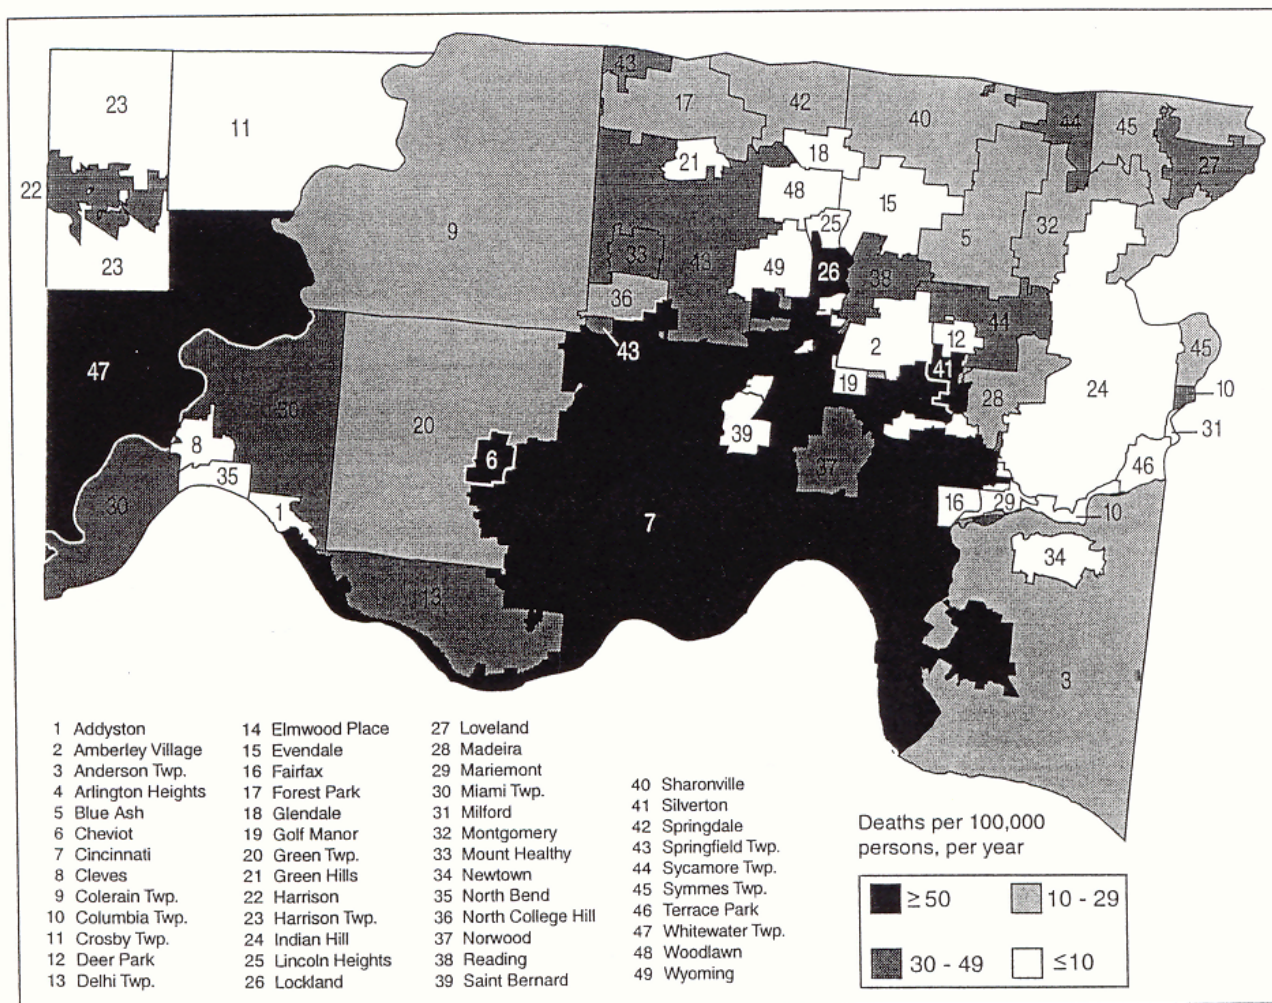 43
23
11
17
42
40
44
45
21
18
27
22
48
15
9
25
32
5
33
43
49
26
38
23
36
44
43
2
12
45
47
19
41
10
30
20
28
24
8
39
31
6
37
46
35
30
1
7
16
29
10
34
13
3
1 Addyston
2 Amberley Village
3 Anderson Twp.
4 Arlington Heights
5 Blue Ash
6 Cheviot
7 Cincinnati
8 Cleves
9 Colerain Twp.
10 Columbia Twp.
11 Crosby Twp.
12 Deer Park
13 Delhi Twp.
14 Elmwood Place
15 Evendale
16 Fairfax
17 Forest Park
18 Glendale
19 Golf Manor
20 Green Twp.
21 Green Hills
22 Harrison
23 Harrison Twp.
24 Indian Hill
25 Lincoln Heights
26 Lockland
27 Loveland
28 Madeira
29 Mariemont
30 Miami Twp.
31 Milford
32 Montgomery
33 Mount Healthy
34 Newtown
35 North Bend
36 North College Hill
37 Norwood
38 Reading
39 Saint Bernard
40 Sharonville
41 Silverton
42 Springdale
43 Springfield Twp.
44 Sycamore Twp.
45 Symmes Twp.
46 Terrace Park
47 Whitewater Twp.
48 Woodlawn
49 Wyoming
Deaths per 100,000
persons, per year
≥ 50
10 - 29
30 - 49
≤10